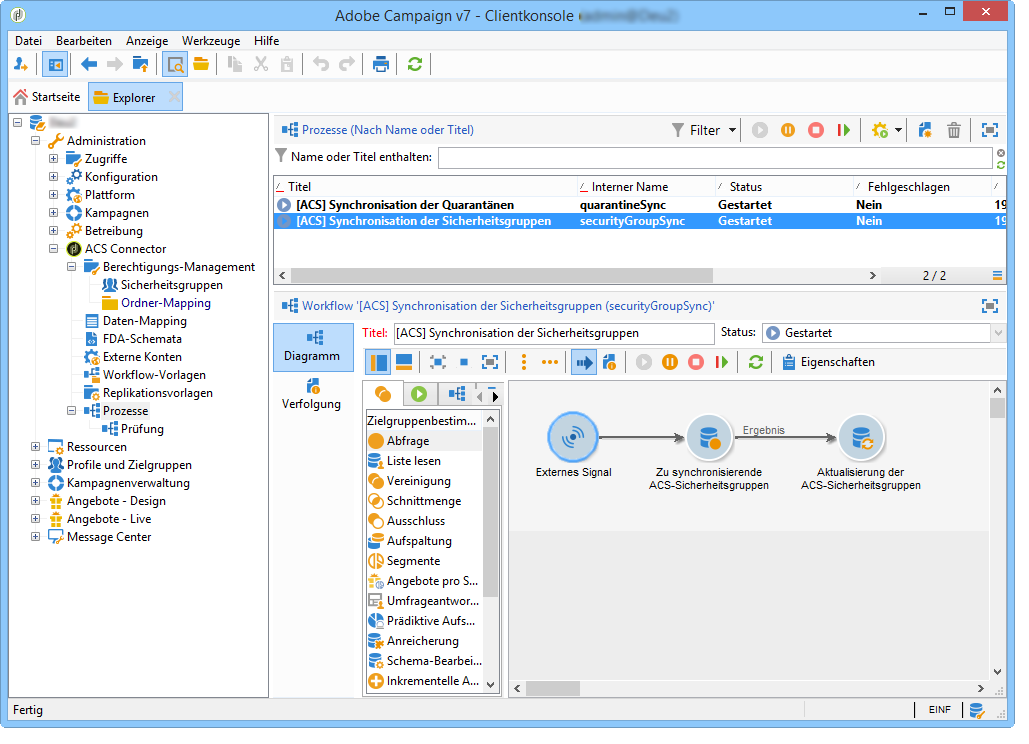 Adobe Campaign v7 - Clientkonsole
Datei Bearbeiten Anzeige Werkzeuge Hilfe
Startseite Explorer
Administration
Zugriffe
Konfiguration
Plattform
Kampagnen
Betreibung
ACS Connector
Berechtigungs-Management
Sicherheitsgruppen
Ordner-Mapping
Daten-Mapping
FDA-Schemata
Externe Konten
Workflow-Vorlagen
Replikationsvorlagen
Prozesse
Prüfung
Ressourcen
Profile und Zielgruppen
Kampagnenverwaltung
Angebote - Design
Angebote - Live
Message Center
Prozesse (Nach Name oder Titel) Filter
Name oder Titel enthalten:
Titel Interner Name Status Fehlgeschlagen
[ACS] Synchronisation der Quarantänen quarantineSync Gestartet Nein 19
[ACS] Synchronisation der Sicherheitsgruppen securityGroupSync Gestartet Nein 19
2 / 2
Workflow '[ACS] Synchronisation der Sicherheitsgruppen (securityGroupSync)'
Diagramm
Verfolgung
Titel: [ACS] Synchronisation der Sicherheitsgruppen Status: Gestartet
Eigenschaften
Zielgruppenbestim...
Abfrage
Liste lesen
Vereinigung
Schnittmenge
Ausschluss
Aufspaltung
Segmente
Angebote pro S...
Umfrageantwor...
Prädiktive Aufs...
Anreicherung
Schema-Bearbei...
Inkrementelle A...
Externes Signal
Zu synchronisierende
ACS-Sicherheitsgruppen
Ergebnis
Aktualisierung der
ACS-Sicherheitsgruppen
Fertig EINF